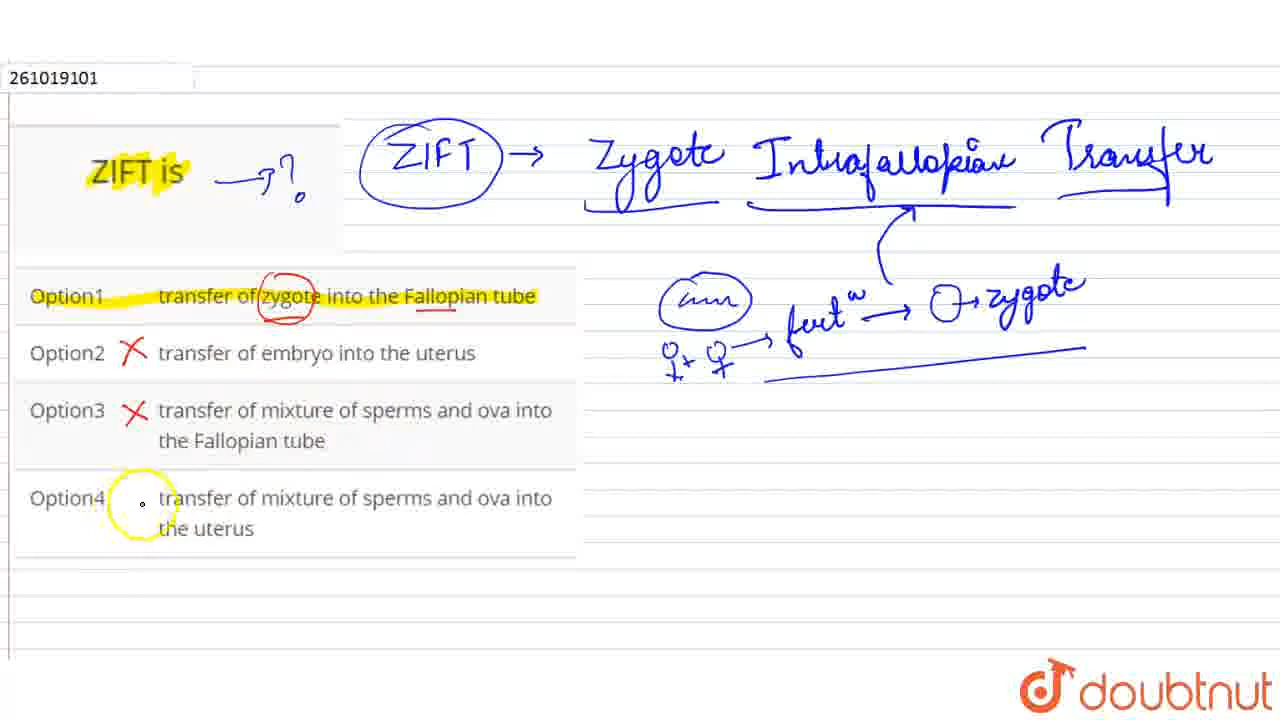 261019101
ZIFT is → ?
ZIFT → Zygote Intrafallopian Transfer
Option1 transfer of zygote into the Fallopian tube
Option2 X transfer of embryo into the uterus
Option3 X transfer of mixture of sperms and ova into
the Fallopian tube
Option4 transfer of mixture of sperms and ova into
the uterus
♀ + ♀ → fertⁿ → O → zygote
doubtnut